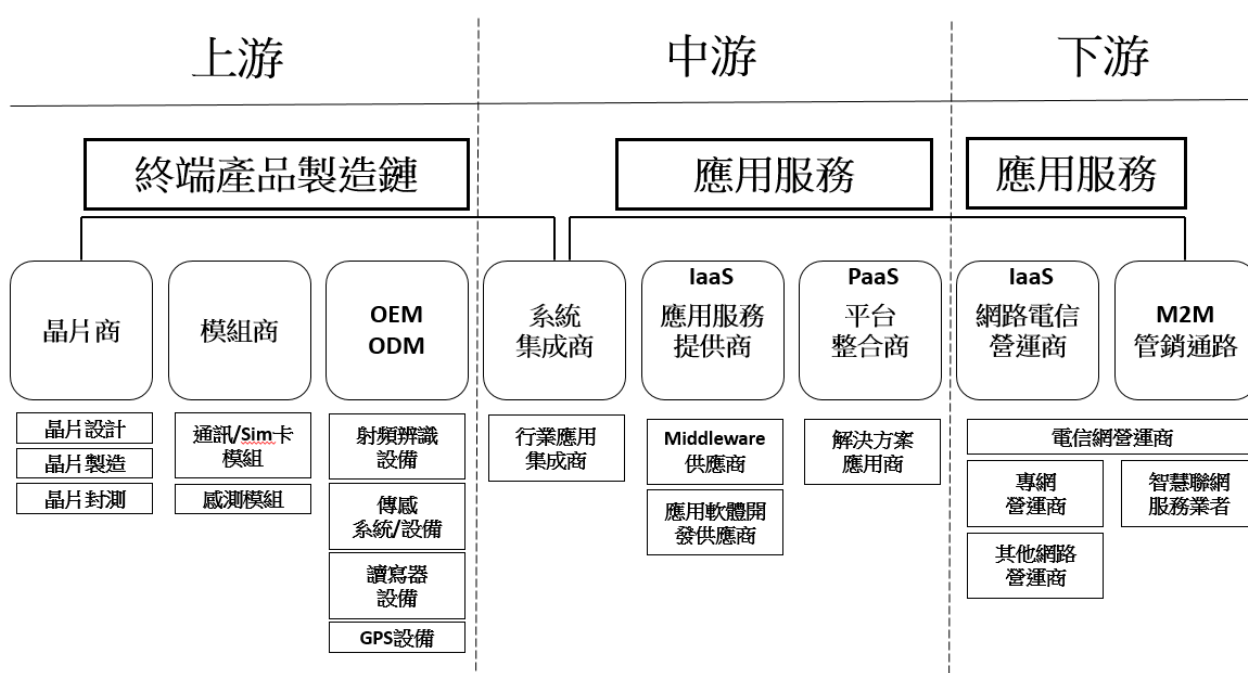 上游
中游
下游
終端產品製造鏈
應用服務
應用服務
晶片商
模組商
OEM
ODM
系統
集成商
IaaS
應用服務
提供商
PaaS
平台
整合商
IaaS
網路電信
營運商
M2M
管銷通路
晶片設計
晶片製造
晶片封測
通訊/Sim卡
模組
感測模組
射頻辨識
設備
傳感
系統/設備
讀寫器
設備
GPS設備
行業應用
集成商
Middleware
供應商
應用軟體開
發供應商
解決方案
應用商
電信網營運商
專網
營運商
其他網路
營運商
智慧聯網
服務業者